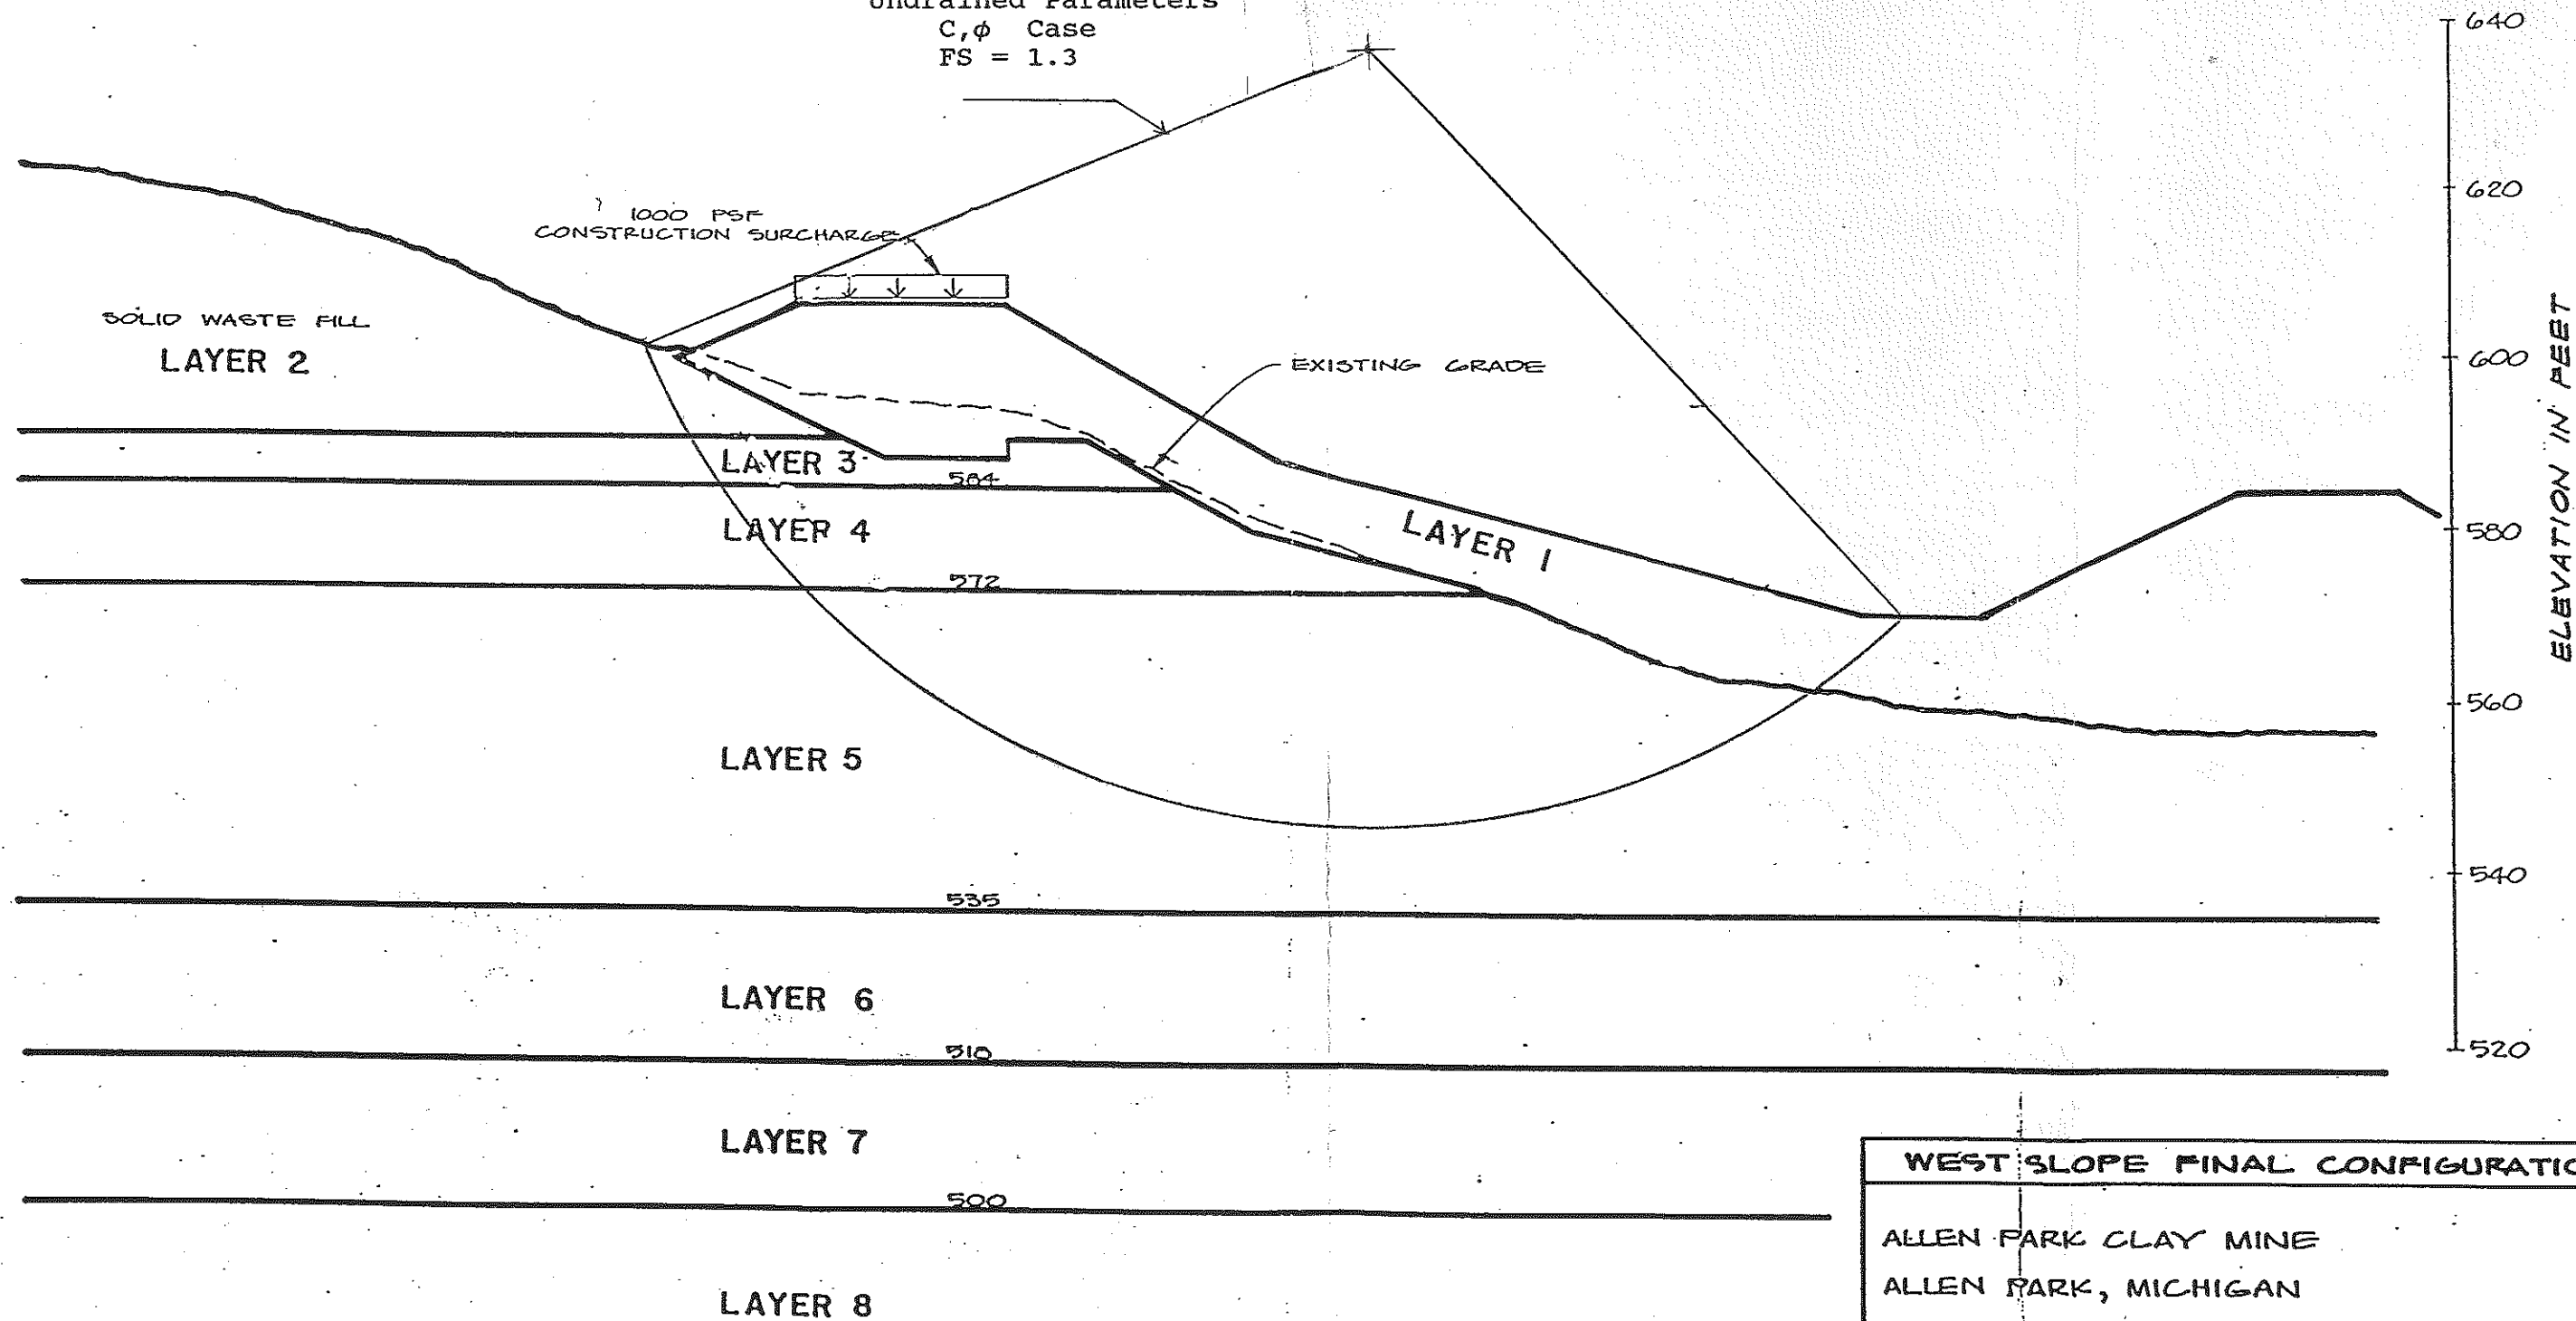 Undrained Parameters
C,φ Case
FS = 1.3
640
620
1000 PSF
CONSTRUCTION SURCHARGE
SOLID WASTE FILL
LAYER 2
EXISTING GRADE
600
ELEVATION IN FEET
LAYER 3
584
LAYER 4
LAYER 1
580
572
560
LAYER 5
540
535
LAYER 6
510
520
LAYER 7
WEST SLOPE FINAL CONFIGURATIO
500
ALLEN PARK CLAY MINE
ALLEN PARK, MICHIGAN
LAYER 8